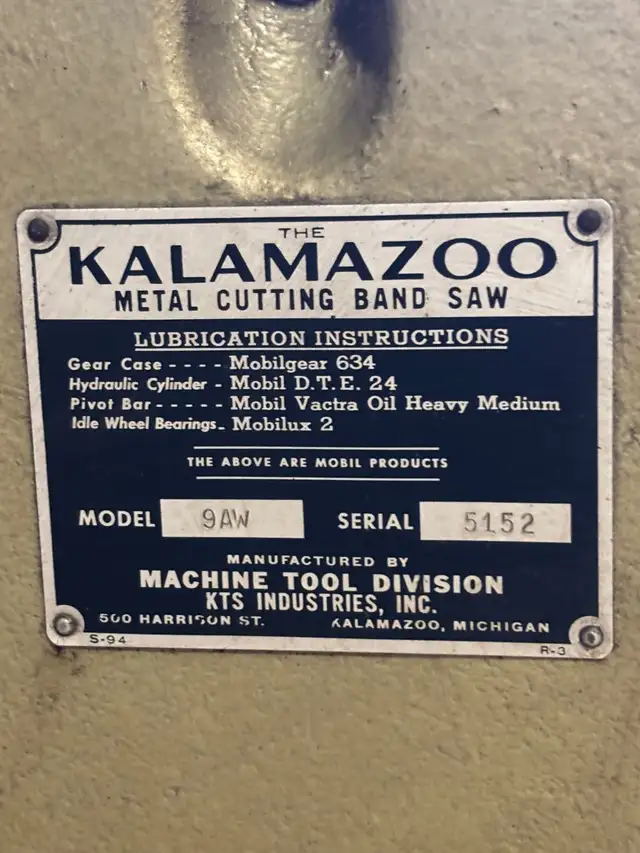 THE
KALAMAZOO
METAL CUTTING BAND SAW
LUBRICATION INSTRUCTIONS
Gear Case - - - - Mobilgear 634
Hydraulic Cylinder - Mobil D.T.E. 24
Pivot Bar - - - - - Mobil Vactra Oil Heavy Medium
Idle Wheel Bearings - Mobilux 2
THE ABOVE ARE MOBIL PRODUCTS
MODEL 9AW SERIAL 5152
MANUFACTURED BY
MACHINE TOOL DIVISION
KTS INDUSTRIES, INC.
500 HARRISON ST. KALAMAZOO, MICHIGAN
S-94 R-3